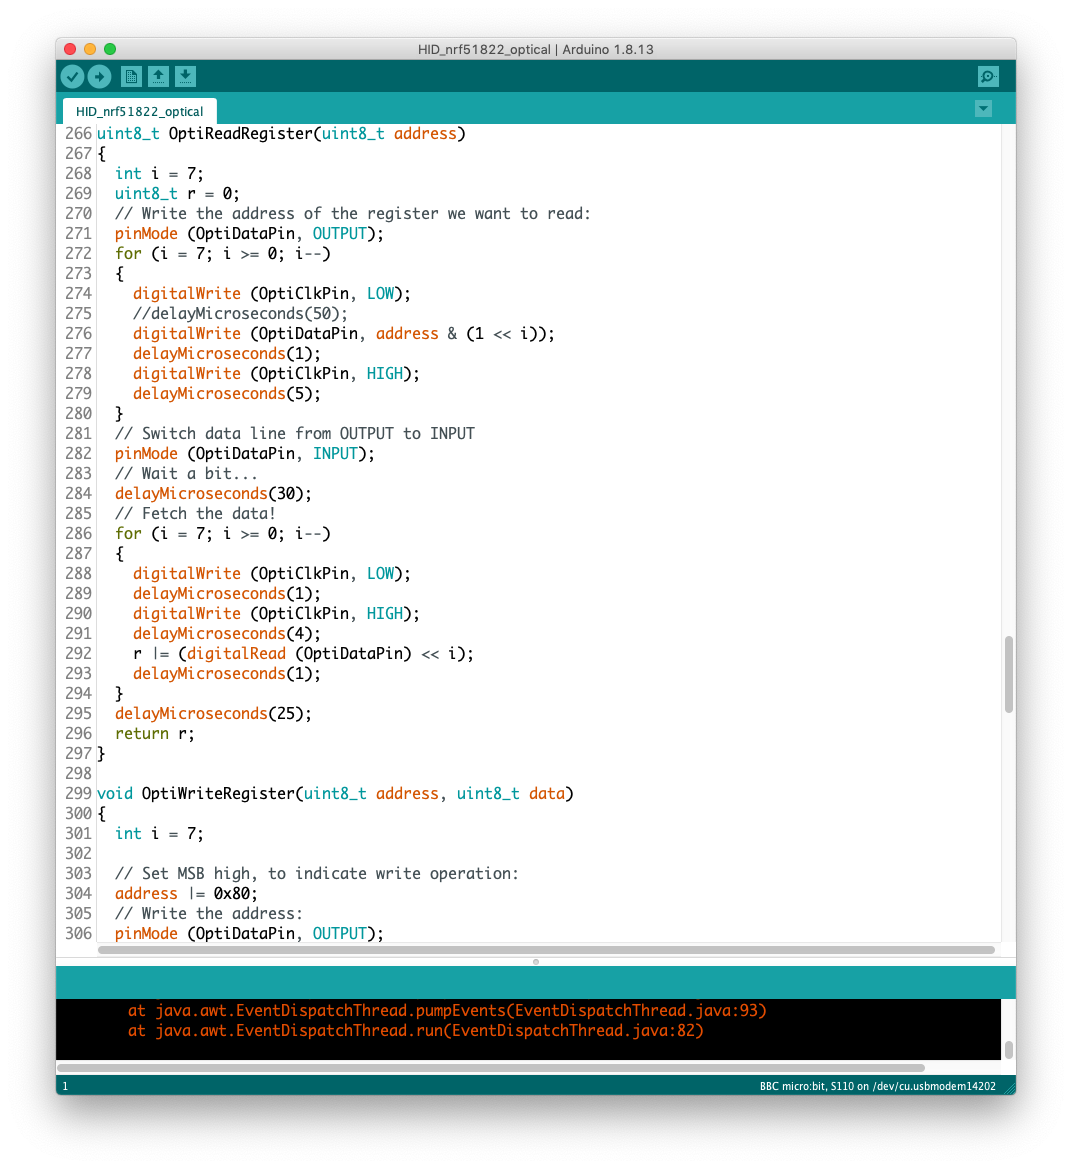 HID_nrf51822_optical | Arduino 1.8.13
HID_nrf51822_optical
266 uint8_t OptiReadRegister(uint8_t address)
267 {
268   int i = 7;
269   uint8_t r = 0;
270   // Write the address of the register we want to read:
271   pinMode (OptiDataPin, OUTPUT);
272   for (i = 7; i >= 0; i--)
273   {
274     digitalWrite (OptiClkPin, LOW);
275     //delayMicroseconds(50);
276     digitalWrite (OptiDataPin, address & (1 << i));
277     delayMicroseconds(1);
278     digitalWrite (OptiClkPin, HIGH);
279     delayMicroseconds(5);
280   }
281   // Switch data line from OUTPUT to INPUT
282   pinMode (OptiDataPin, INPUT);
283   // Wait a bit...
284   delayMicroseconds(30);
285   // Fetch the data!
286   for (i = 7; i >= 0; i--)
287   {
288     digitalWrite (OptiClkPin, LOW);
289     delayMicroseconds(1);
290     digitalWrite (OptiClkPin, HIGH);
291     delayMicroseconds(4);
292     r |= (digitalRead (OptiDataPin) << i);
293     delayMicroseconds(1);
294   }
295   delayMicroseconds(25);
296   return r;
297 }
298
299 void OptiWriteRegister(uint8_t address, uint8_t data)
300 {
301   int i = 7;
302
303   // Set MSB high, to indicate write operation:
304   address |= 0x80;
305   // Write the address:
306   pinMode (OptiDataPin, OUTPUT);
at java.awt.EventDispatchThread.pumpEvents(EventDispatchThread.java:93)
at java.awt.EventDispatchThread.run(EventDispatchThread.java:82)
1 BBC micro:bit, S110 on /dev/cu.usbmodem14202